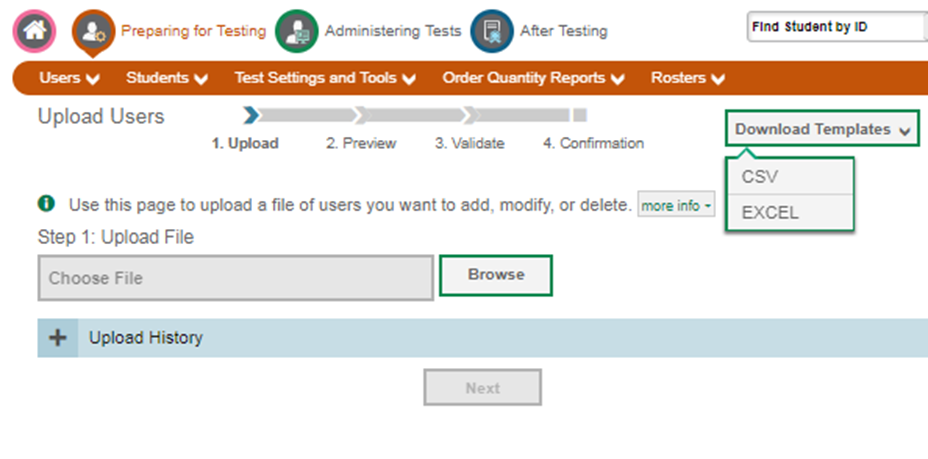 Preparing for Testing Administering Tests After Testing Find Student by ID
Users Students Test Settings and Tools Order Quantity Reports Rosters
Upload Users
1. Upload 2. Preview 3. Validate 4. Confirmation
Download Templates
CSV
EXCEL
Use this page to upload a file of users you want to add, modify, or delete. more info
Step 1: Upload File
Choose File Browse
Upload History
Next